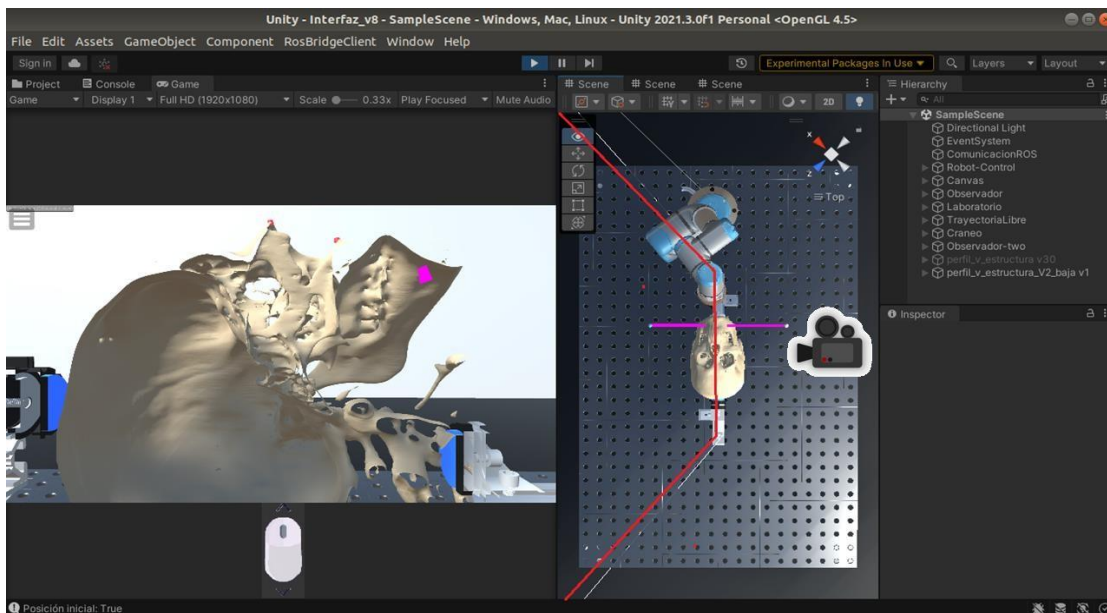 Unity - Interfaz_v8 - SampleScene - Windows, Mac, Linux - Unity 2021.3.0f1 Personal <OpenGL 4.5>
File Edit Assets GameObject Component RosBridgeClient Window Help
Sign in Experimental Packages In Use Layers Layout
Project Console Game
Game Display 1 Full HD (1920x1080) Scale 0.33x Play Focused Mute Audio
Scene Scene Scene
2D
x
z
Top
Hierarchy
All
SampleScene
Directional Light
EventSystem
ComunicacionROS
Robot-Control
Canvas
Observador
Laboratorio
TrayectoriaLibre
Craneo
Observador-two
perfil_v_estructura v30
perfil_v_estructura_V2_baja v1
Inspector
Posición inicial: True